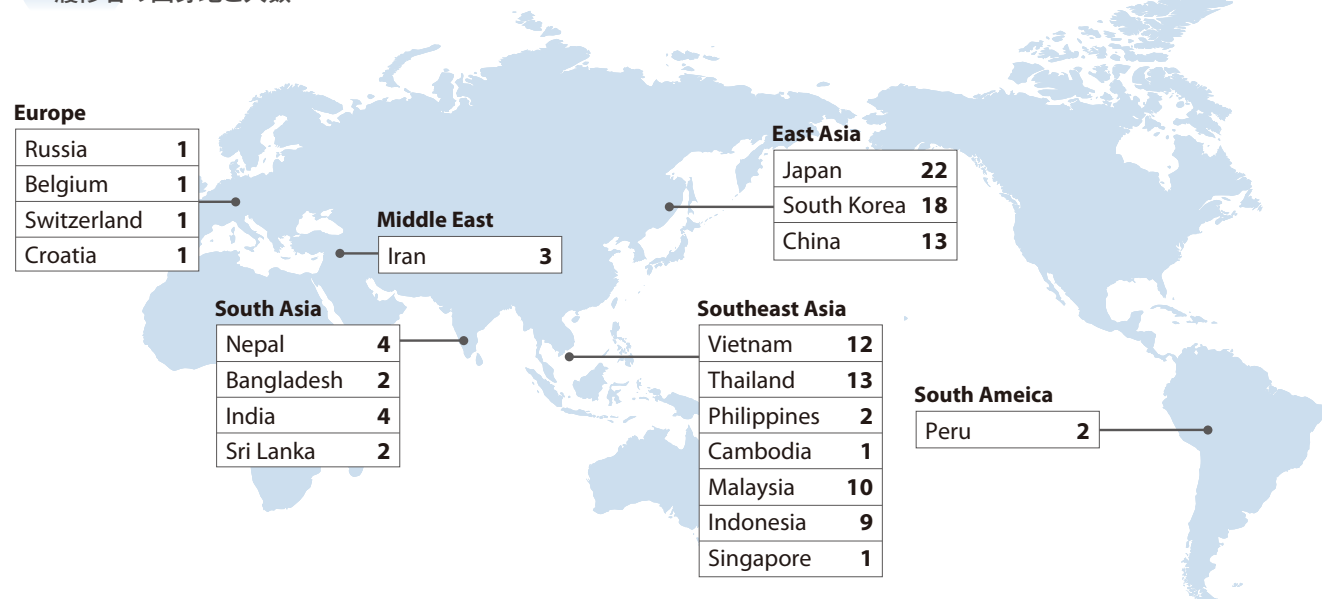 Europe
Russia 1
Belgium 1
Switzerland 1
Croatia 1
Middle East
Iran 3
East Asia
Japan 22
South Korea 18
China 13
South Asia
Nepal 4
Bangladesh 2
India 4
Sri Lanka 2
Southeast Asia
Vietnam 12
Thailand 13
Philippines 2
Cambodia 1
Malaysia 10
Indonesia 9
Singapore 1
South Ameica
Peru 2